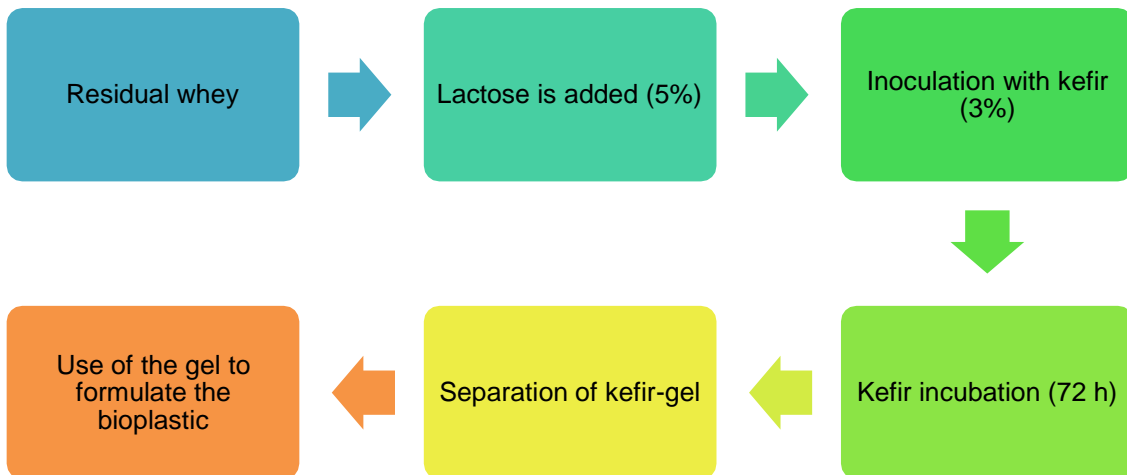 Residual whey
Lactose is added (5%)
Inoculation with kefir
(3%)
Kefir incubation (72 h)
Separation of kefir-gel
Use of the gel to
formulate the
bioplastic